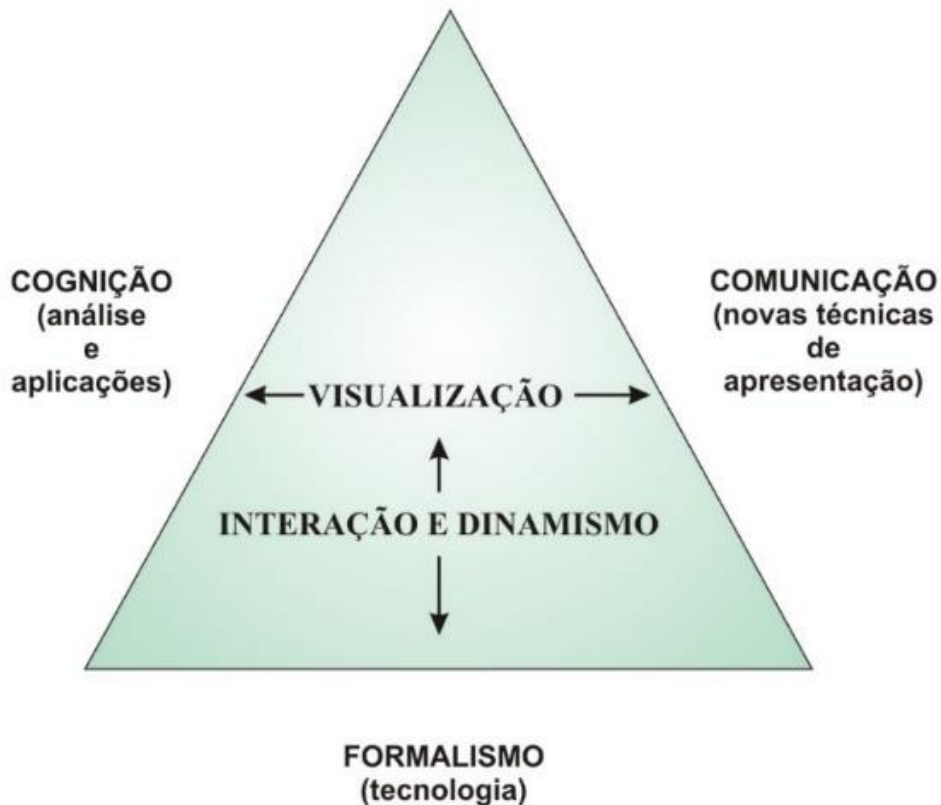 COGNIÇÃO
(análise
e
aplicações)
COMUNICAÇÃO
(novas técnicas
de
apresentação)
VISUALIZAÇÃO
INTERAÇÃO E DINAMISMO
FORMALISMO
(tecnologia)